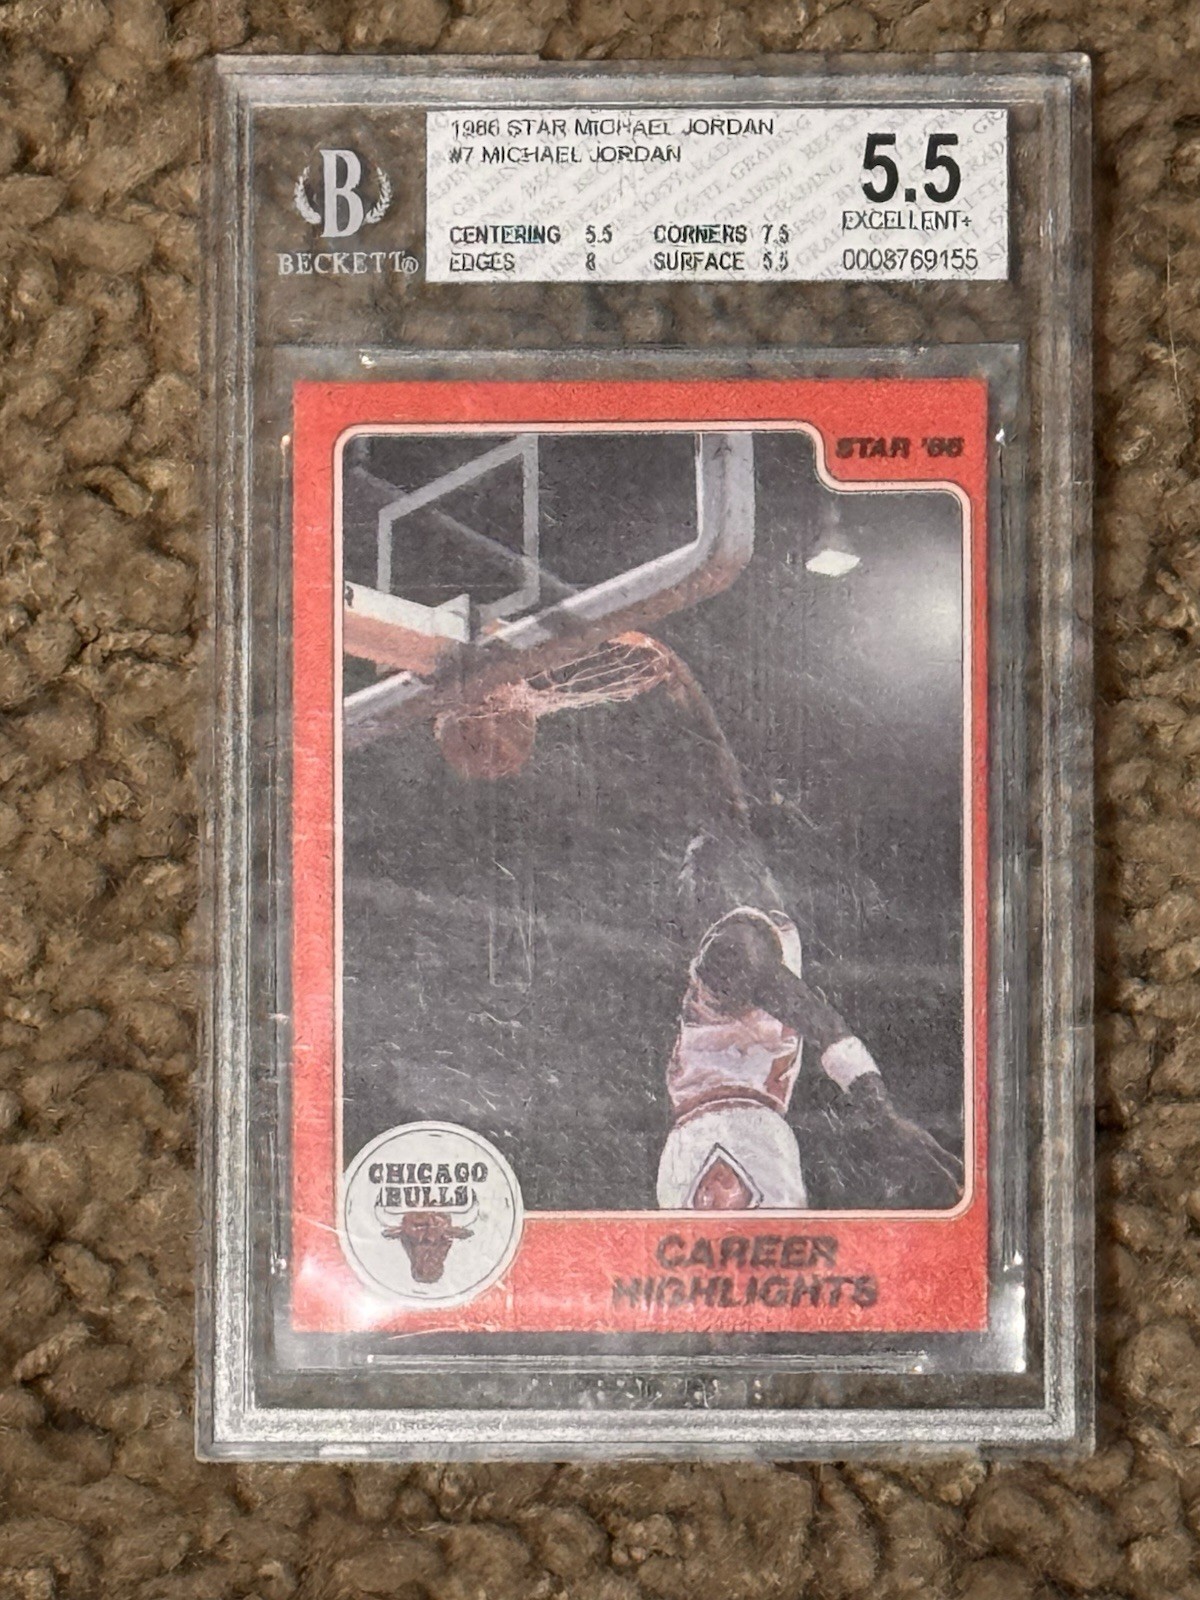 1986 STAR MICHAEL JORDAN
#7 MICHAEL JORDAN
5.5
EXCELLENT+
CENTERING 5.5 CORNERS 7.5
EDGES 8 SURFACE 5.5
0008769155
B
BECKETT®
STAR '86
CHICAGO
BULLS
CAREER
HIGHLIGHTS